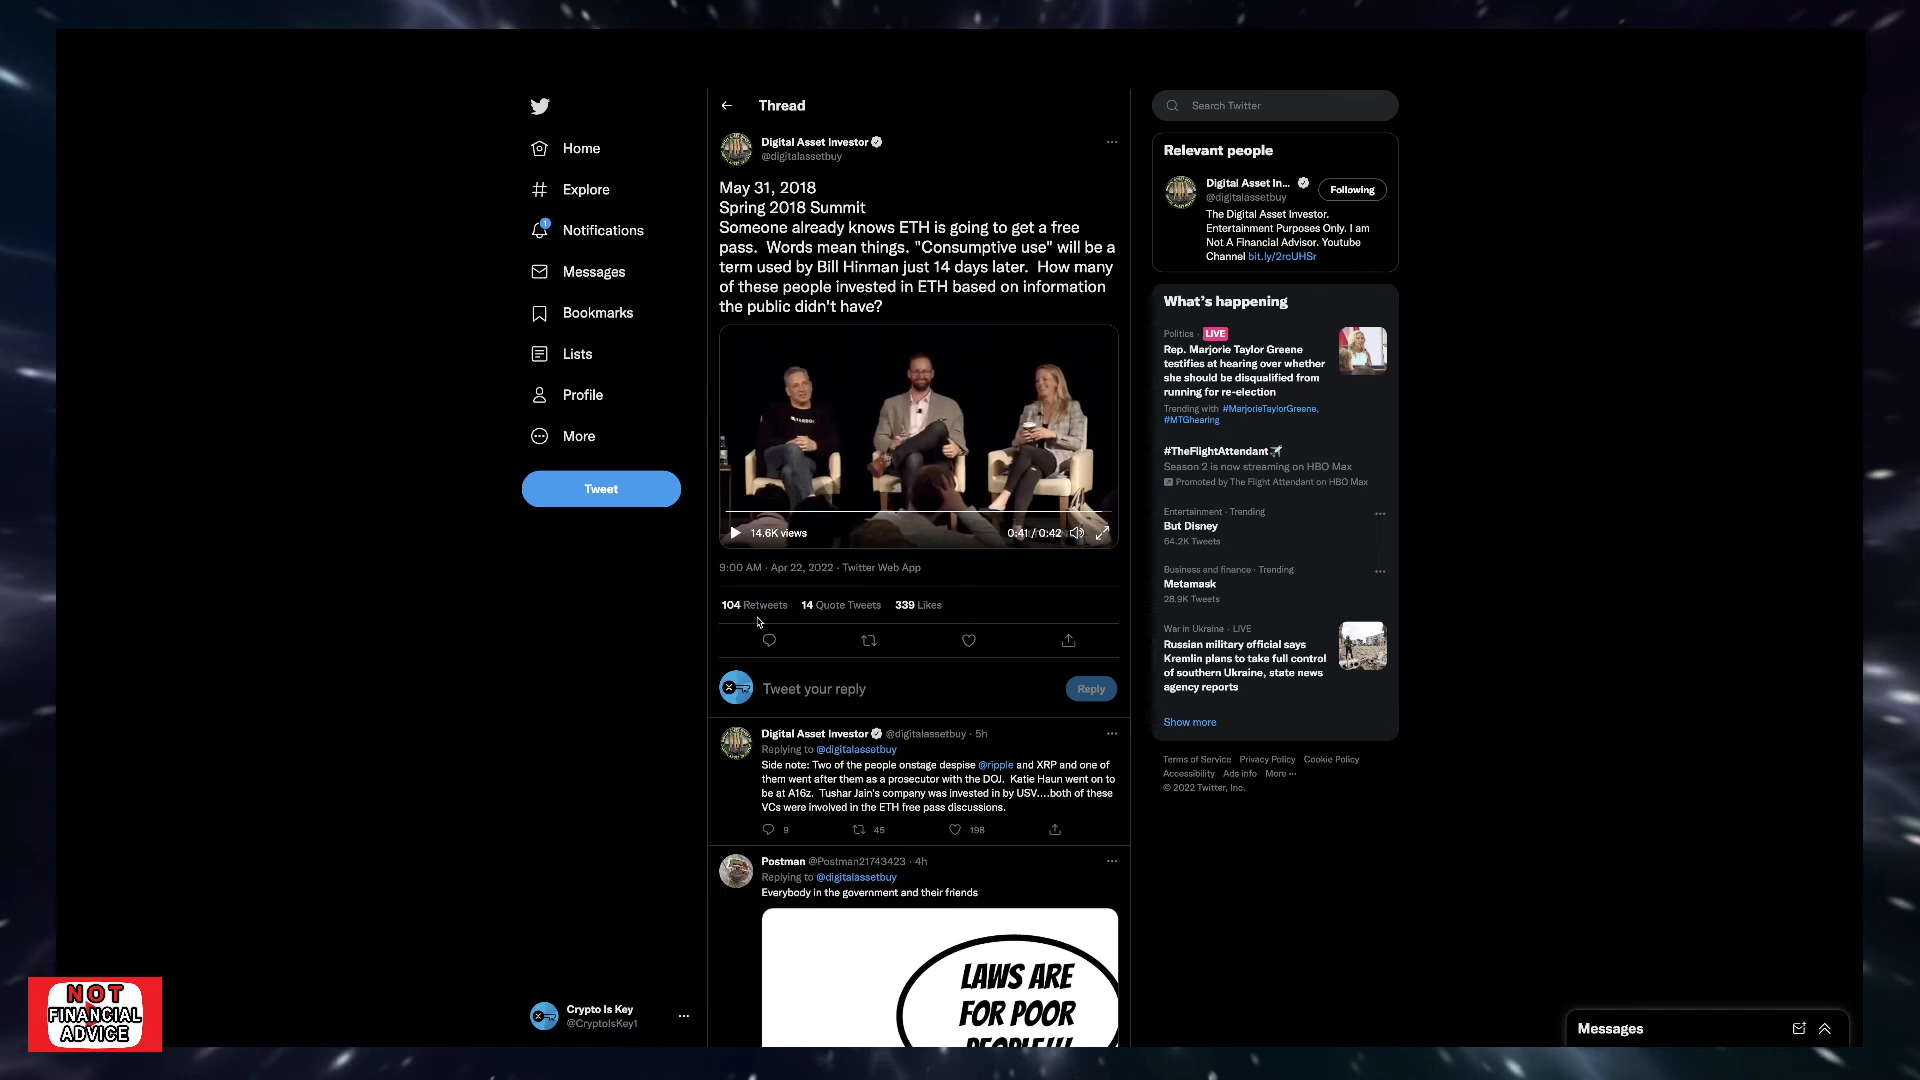 Home
Explore
1
Notifications
Messages
Bookmarks
Lists
Profile
More
Tweet
Crypto Is Key
@CryptoIsKey1
NOT
FINANCIAL
ADVICE
Thread
Digital Asset Investor
@digitalassetbuy
May 31, 2018
Spring 2018 Summit
Someone already knows ETH is going to get a free
pass. Words mean things. "Consumptive use" will be a
term used by Bill Hinman just 14 days later. How many
of these people invested in ETH based on information
the public didn't have?
14.6K views
0:41 / 0:42
9:00 AM · Apr 22, 2022 · Twitter Web App
104 Retweets 14 Quote Tweets 339 Likes
Tweet your reply
Reply
Digital Asset Investor @digitalassetbuy · 5h
Replying to @digitalassetbuy
Side note: Two of the people onstage despise @ripple and XRP and one of
them went after them as a prosecutor with the DOJ. Katie Haun went on to
be at A16z. Tushar Jain's company was invested in by USV....both of these
VCs were involved in the ETH free pass discussions.
9 45 198
Postman @Postman21743423 · 4h
Replying to @digitalassetbuy
Everybody in the government and their friends
LAWS ARE
FOR POOR
PEOPLE!!!
Search Twitter
Relevant people
Digital Asset In...
Following
@digitalassetbuy
The Digital Asset Investor.
Entertainment Purposes Only. I am
Not A Financial Advisor. Youtube
Channel bit.ly/2rcUHSr
What's happening
Politics · LIVE
Rep. Marjorie Taylor Greene
testifies at hearing over whether
she should be disqualified from
running for re-election
Trending with #MarjorieTaylorGreene,
#MTGhearing
#TheFlightAttendant
Season 2 is now streaming on HBO Max
Promoted by The Flight Attendant on HBO Max
Entertainment · Trending
But Disney
64.2K Tweets
Business and finance · Trending
Metamask
28.9K Tweets
War in Ukraine · LIVE
Russian military official says
Kremlin plans to take full control
of southern Ukraine, state news
agency reports
Show more
Terms of Service Privacy Policy Cookie Policy
Accessibility Ads info More ···
© 2022 Twitter, Inc.
Messages